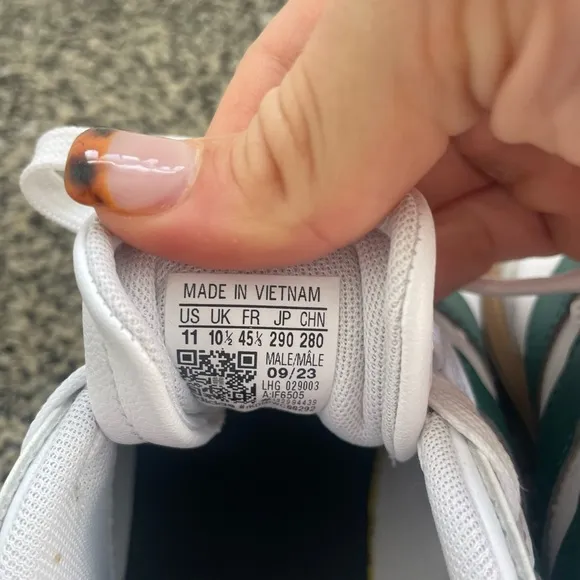 MADE IN VIETNAM
US UK FR JP CHN
11 10½ 45⅓ 290 280
MALE/MÂLE
09/23
LHG 029003
A:IF6505